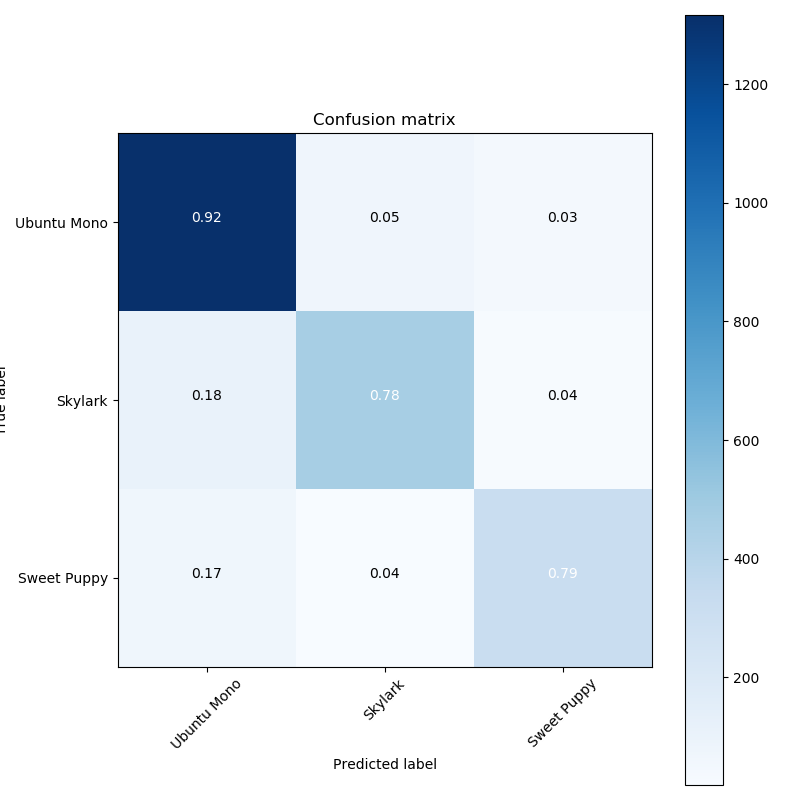 Confusion matrix
Ubuntu Mono 0.92 0.05 0.03
Skylark 0.18 0.78 0.04
Sweet Puppy 0.17 0.04 0.79
Ubuntu Mono Skylark Sweet Puppy
Predicted label
1200
1000
800
600
400
200